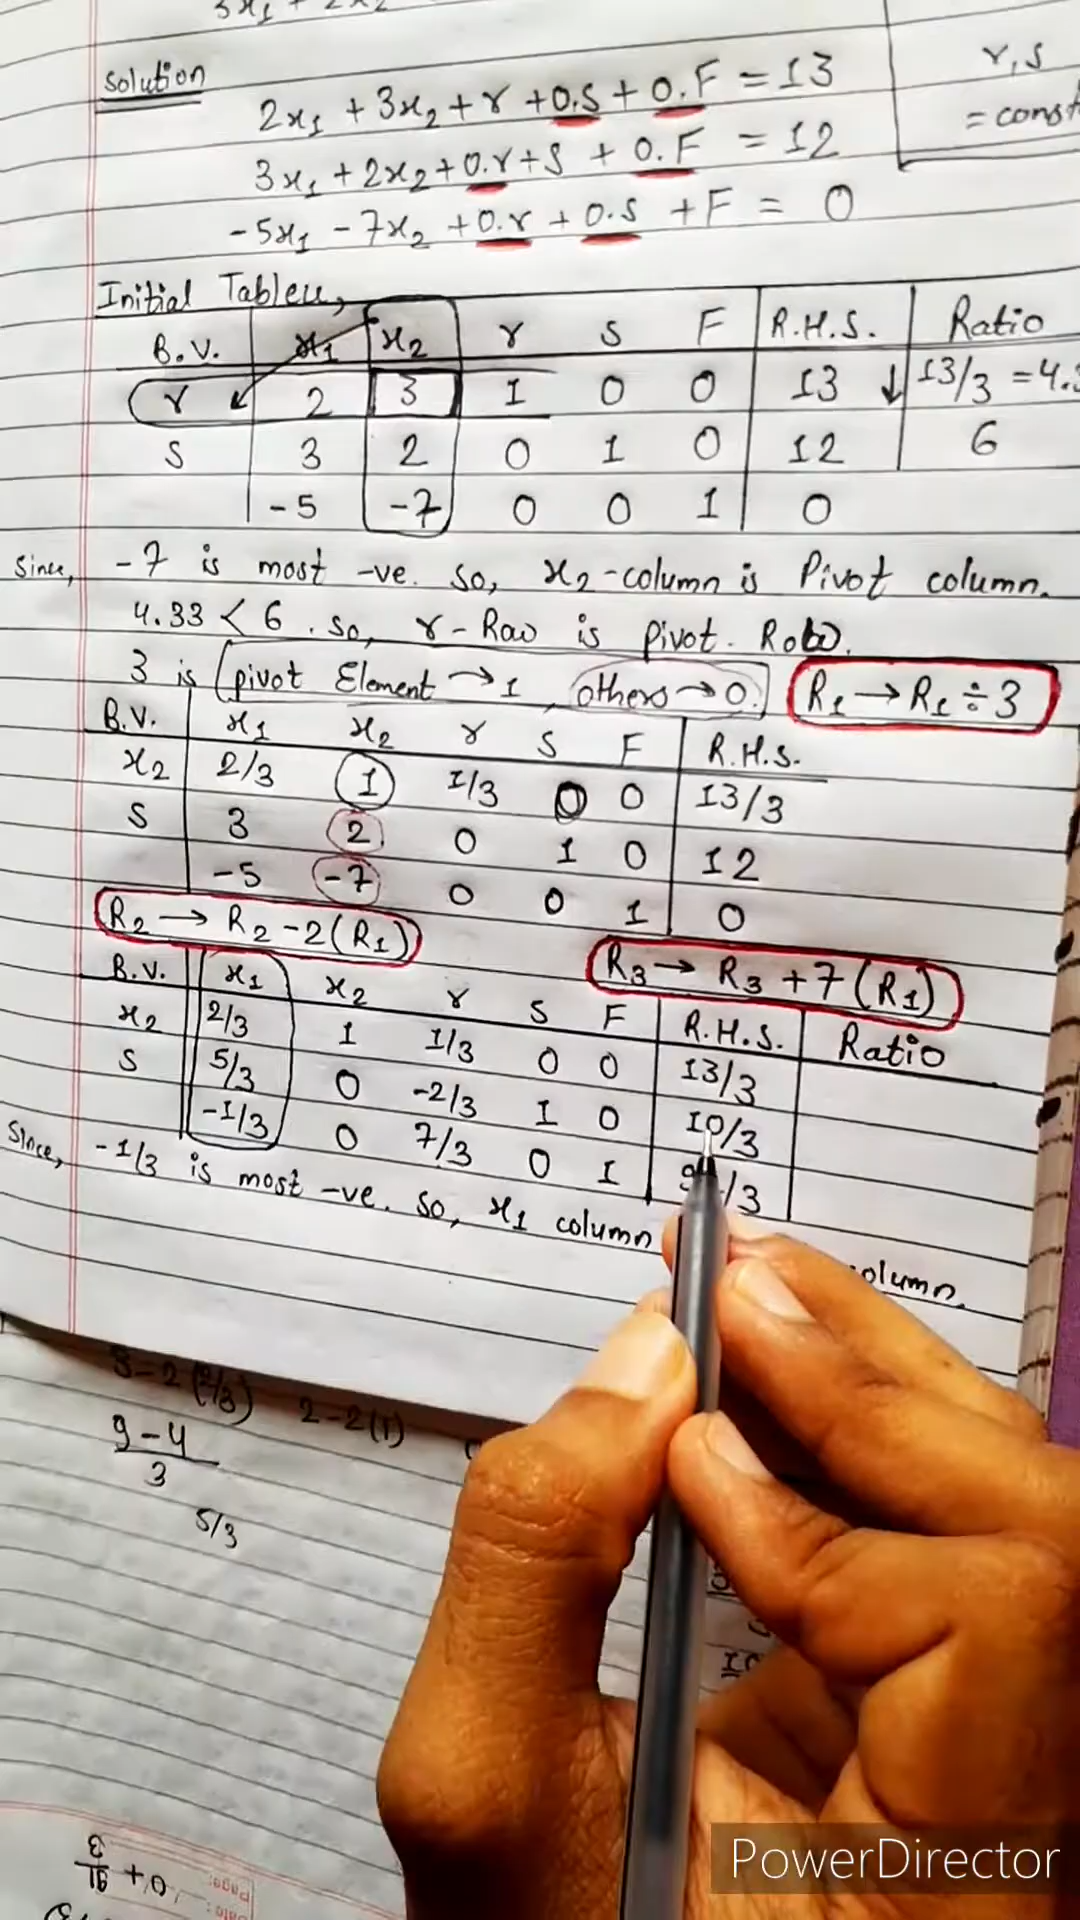 Solution
r, s
2x₁ + 3x₂ + r + 0.S + 0.F = 13
3x₁ + 2x₂ + 0.r + S + 0.F = 12
-5x₁ - 7x₂ + 0.r + 0.s + F = 0
Initial Tableu,
B.V. x₁ x₂ r S F R.H.S. Ratio
r 2 3 1 0 0 13 ↓ 13/3 = 4.3
S 3 2 0 1 0 12 6
-5 -7 0 0 1 0
Since, -7 is most -ve. so, x₂-column is Pivot column.
4.33 < 6. so, r-Row is pivot. Row.
3 is pivot Element → 1, others → 0. R₁ → R₁ ÷ 3
B.V. x₁ x₂ r S F R.H.S.
x₂ 2/3 1 1/3 0 0 13/3
S 3 2 0 1 0 12
-5 -7 0 0 1 0
R₂ → R₂ - 2(R₁) R₃ → R₃ + 7(R₁)
B.V. x₁ x₂ r S F R.H.S. Ratio
x₂ 2/3 1 1/3 0 0 13/3
S 5/3 0 -2/3 1 0 10/3
-1/3 0 7/3 0 1 /3
Since, -1/3 is most -ve. so, x₁ column olumn.
3-2(2/3) 2-2(1)
9-4
3
5/3
0 + 91
3
PowerDirector